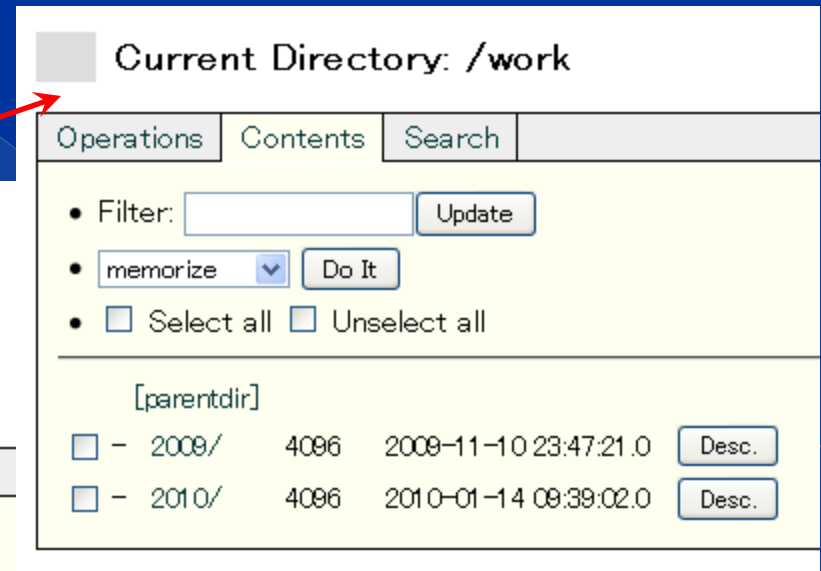 Current Directory: /work
Operations Contents Search
• Filter: Update
• memorize Do It
• Select all Unselect all
[parentdir]
- 2009/ 4096 2009-11-10 23:47:21.0 Desc.
- 2010/ 4096 2010-01-14 09:39:02.0 Desc.